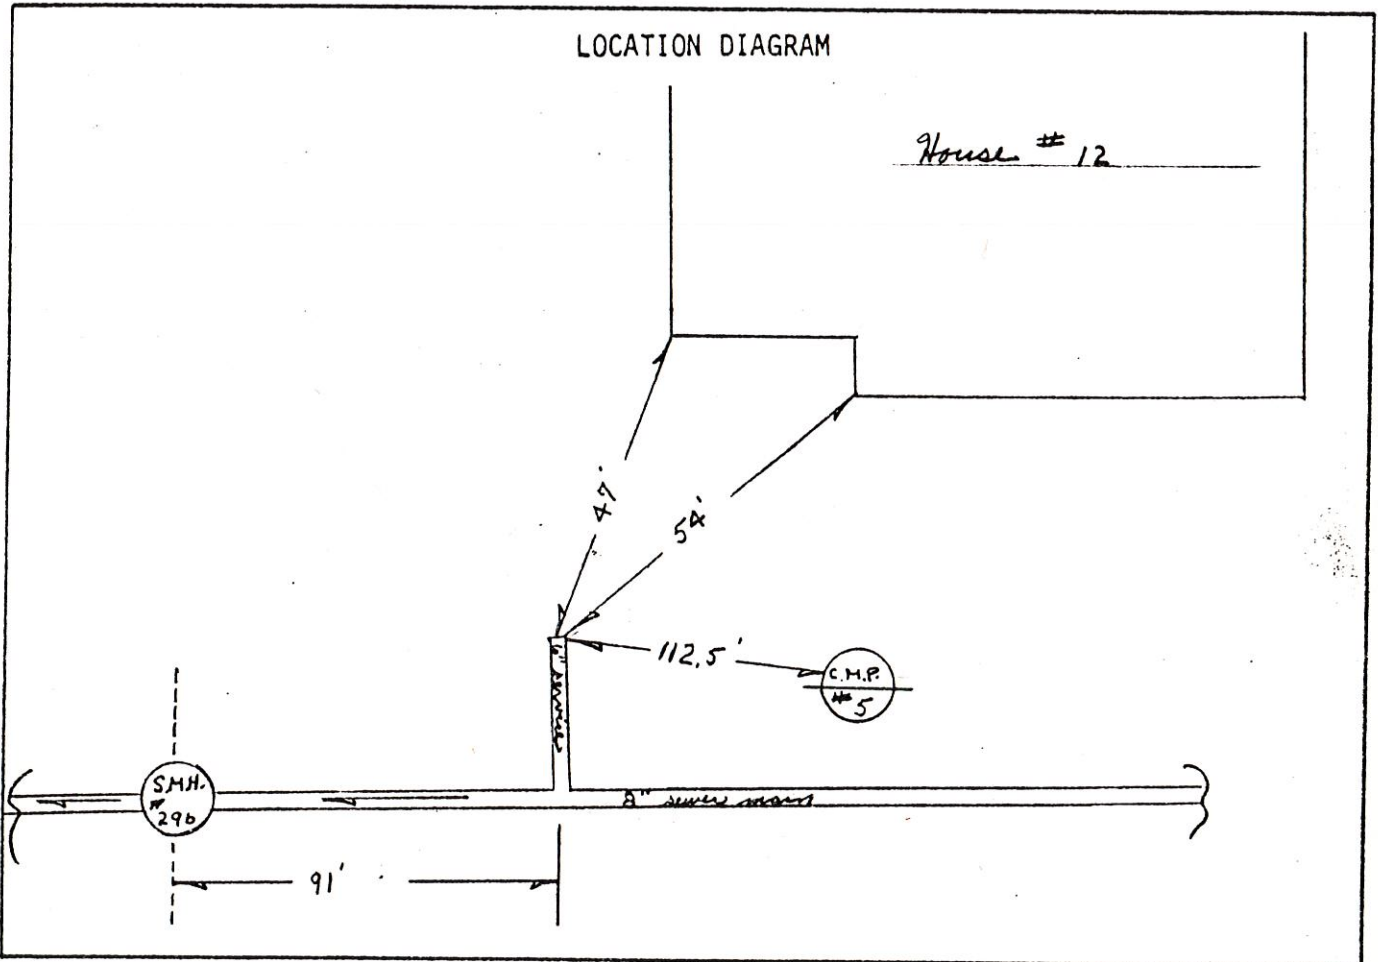 LOCATION DIAGRAM
House # 12
47'
54'
112.5'
6" service
C.M.P.
# 5
S.M.H.
#
296
8" sewer main
91'